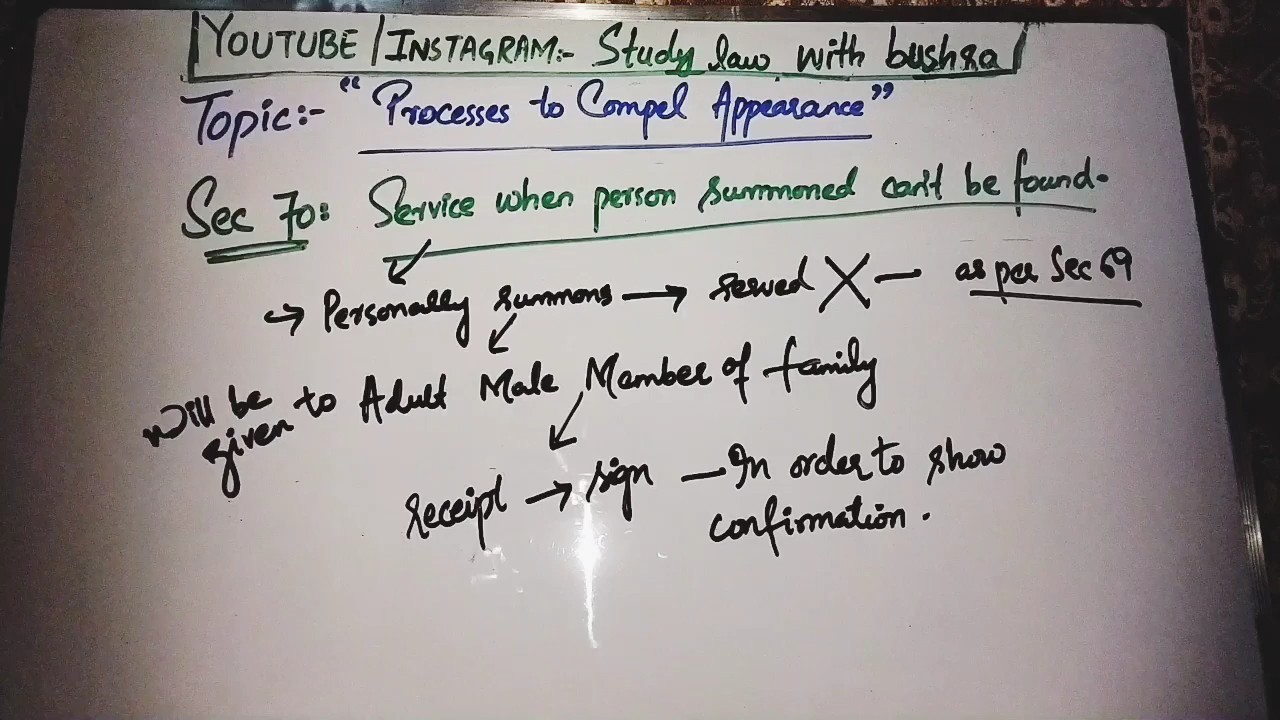 YOUTUBE / INSTAGRAM:- Study law with bushra
Topic:- "Processes to Compel Appearance"
Sec 70: Service when person summoned can't be found.
→ Personally summons → served X — as per Sec 69
will be given to Adult Male Member of family
receipt → sign — In order to show
confirmation.